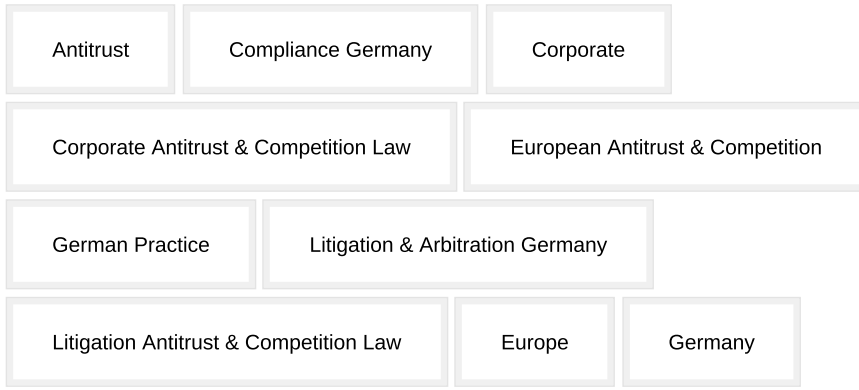 Antitrust Compliance Germany Corporate
Corporate Antitrust & Competition Law European Antitrust & Competition
German Practice Litigation & Arbitration Germany
Litigation Antitrust & Competition Law Europe Germany